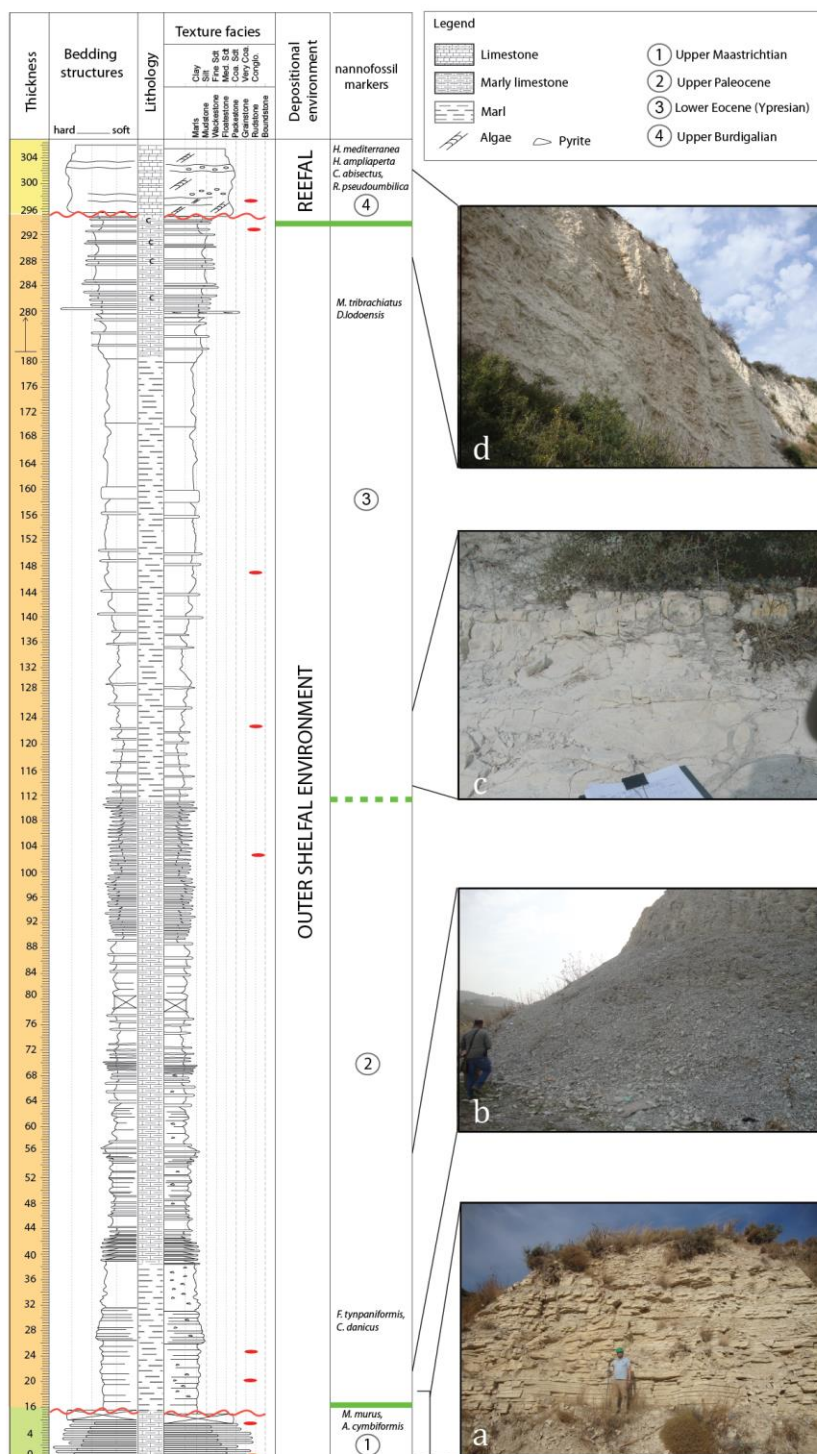 Thickness
Bedding
structures
hard soft
Lithology
Texture facies
Clay
Silt
Fine Sdt
Med. Sdt
Coa. Sdt
Very Coa.
Conglo.
Marls
Mudstone
Wackestone
Floatestone
Packestone
Grainstone
Rudstone
Boundstone
Depositional
environment
nannofossil
markers
Legend
Limestone
Marly limestone
Marl
Algae
Pyrite
1 Upper Maastrichtian
2 Upper Paleocene
3 Lower Eocene (Ypresian)
4 Upper Burdigalian
304
300
296
292
288
284
280
180
176
172
168
164
160
156
152
148
144
140
136
132
128
124
120
116
112
108
104
100
96
92
88
84
80
76
72
68
64
60
56
52
48
44
40
36
32
28
24
20
16
4
0
C
C
C
C
REEFAL
OUTER SHELFAL ENVIRONMENT
H. mediterranea
H. ampliaperta
C. abisectus,
R. pseudoumbilica
4
M. tribrachiatus
D.lodoensis
3
2
F. tynpaniformis,
C. danicus
M. murus,
A. cymbiformis
1
d
c
b
a